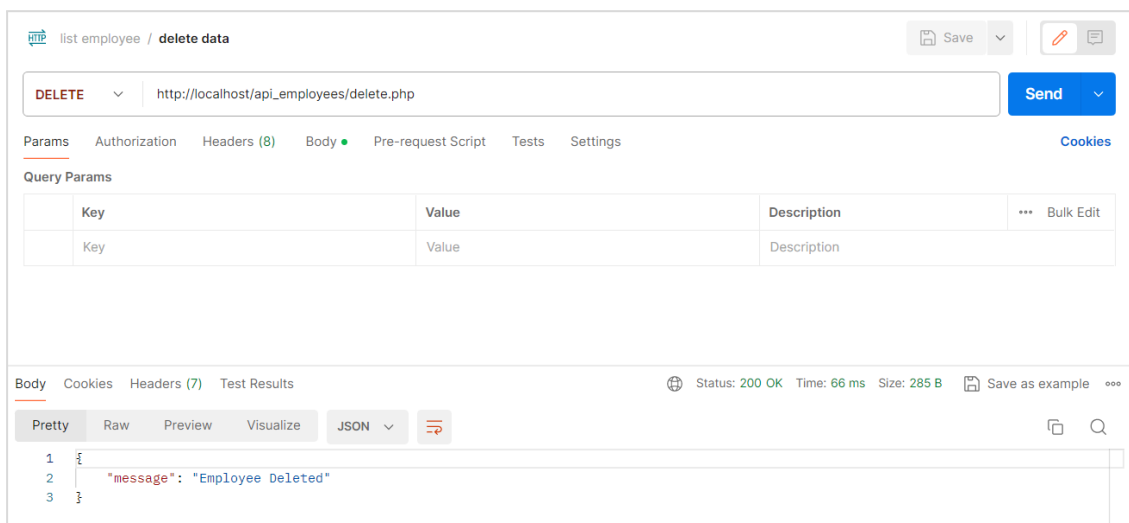 HTTP list employee / delete data Save
DELETE http://localhost/api_employees/delete.php Send
Params Authorization Headers (8) Body Pre-request Script Tests Settings Cookies
Query Params
Key Value Description Bulk Edit
Key Value Description
Body Cookies Headers (7) Test Results Status: 200 OK Time: 66 ms Size: 285 B Save as example
Pretty Raw Preview Visualize JSON
1 {
2 "message": "Employee Deleted"
3 }